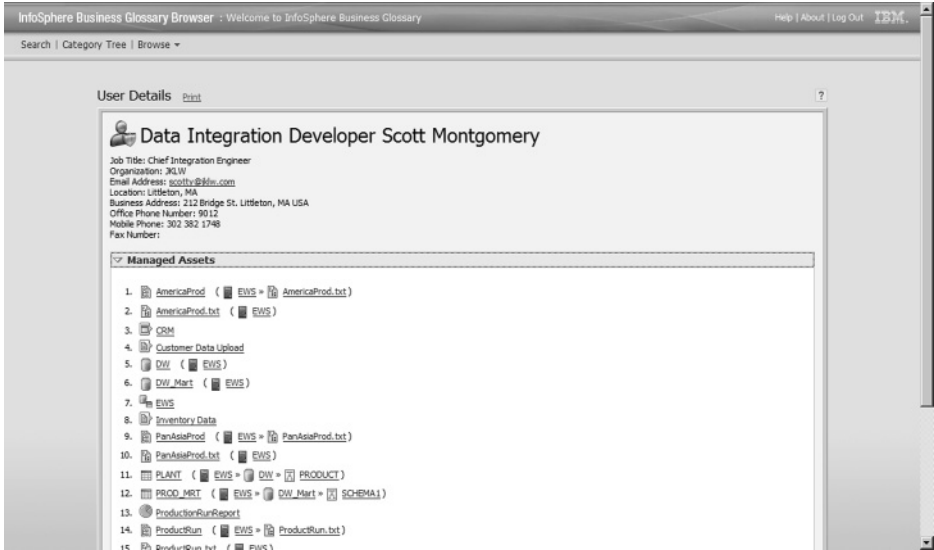 InfoSphere Business Glossary Browser : Welcome to InfoSphere Business Glossary Help | About | Log Out IBM.
Search | Category Tree | Browse
User Details Print ?
Data Integration Developer Scott Montgomery
Job Title: Chief Integration Engineer
Organization: JKLW
Email Address: scotty@jklw.com
Location: Littleton, MA
Business Address: 212 Bridge St. Littleton, MA USA
Office Phone Number: 9012
Mobile Phone: 302 382 1748
Fax Number:
Managed Assets
1. AmericaProd ( EWS » AmericaProd.txt )
2. AmericaProd.txt ( EWS )
3. CRM
4. Customer Data Upload
5. DW ( EWS )
6. DW_Mart ( EWS )
7. EWS
8. Inventory Data
9. PanAsiaProd ( EWS » PanAsiaProd.txt )
10. PanAsiaProd.txt ( EWS )
11. PLANT ( EWS » DW » PRODUCT )
12. PROD_MRT ( EWS » DW_Mart » SCHEMA1 )
13. ProductionRunReport
14. ProductRun ( EWS » ProductRun.txt )
15. ProductRun.txt ( EWS )